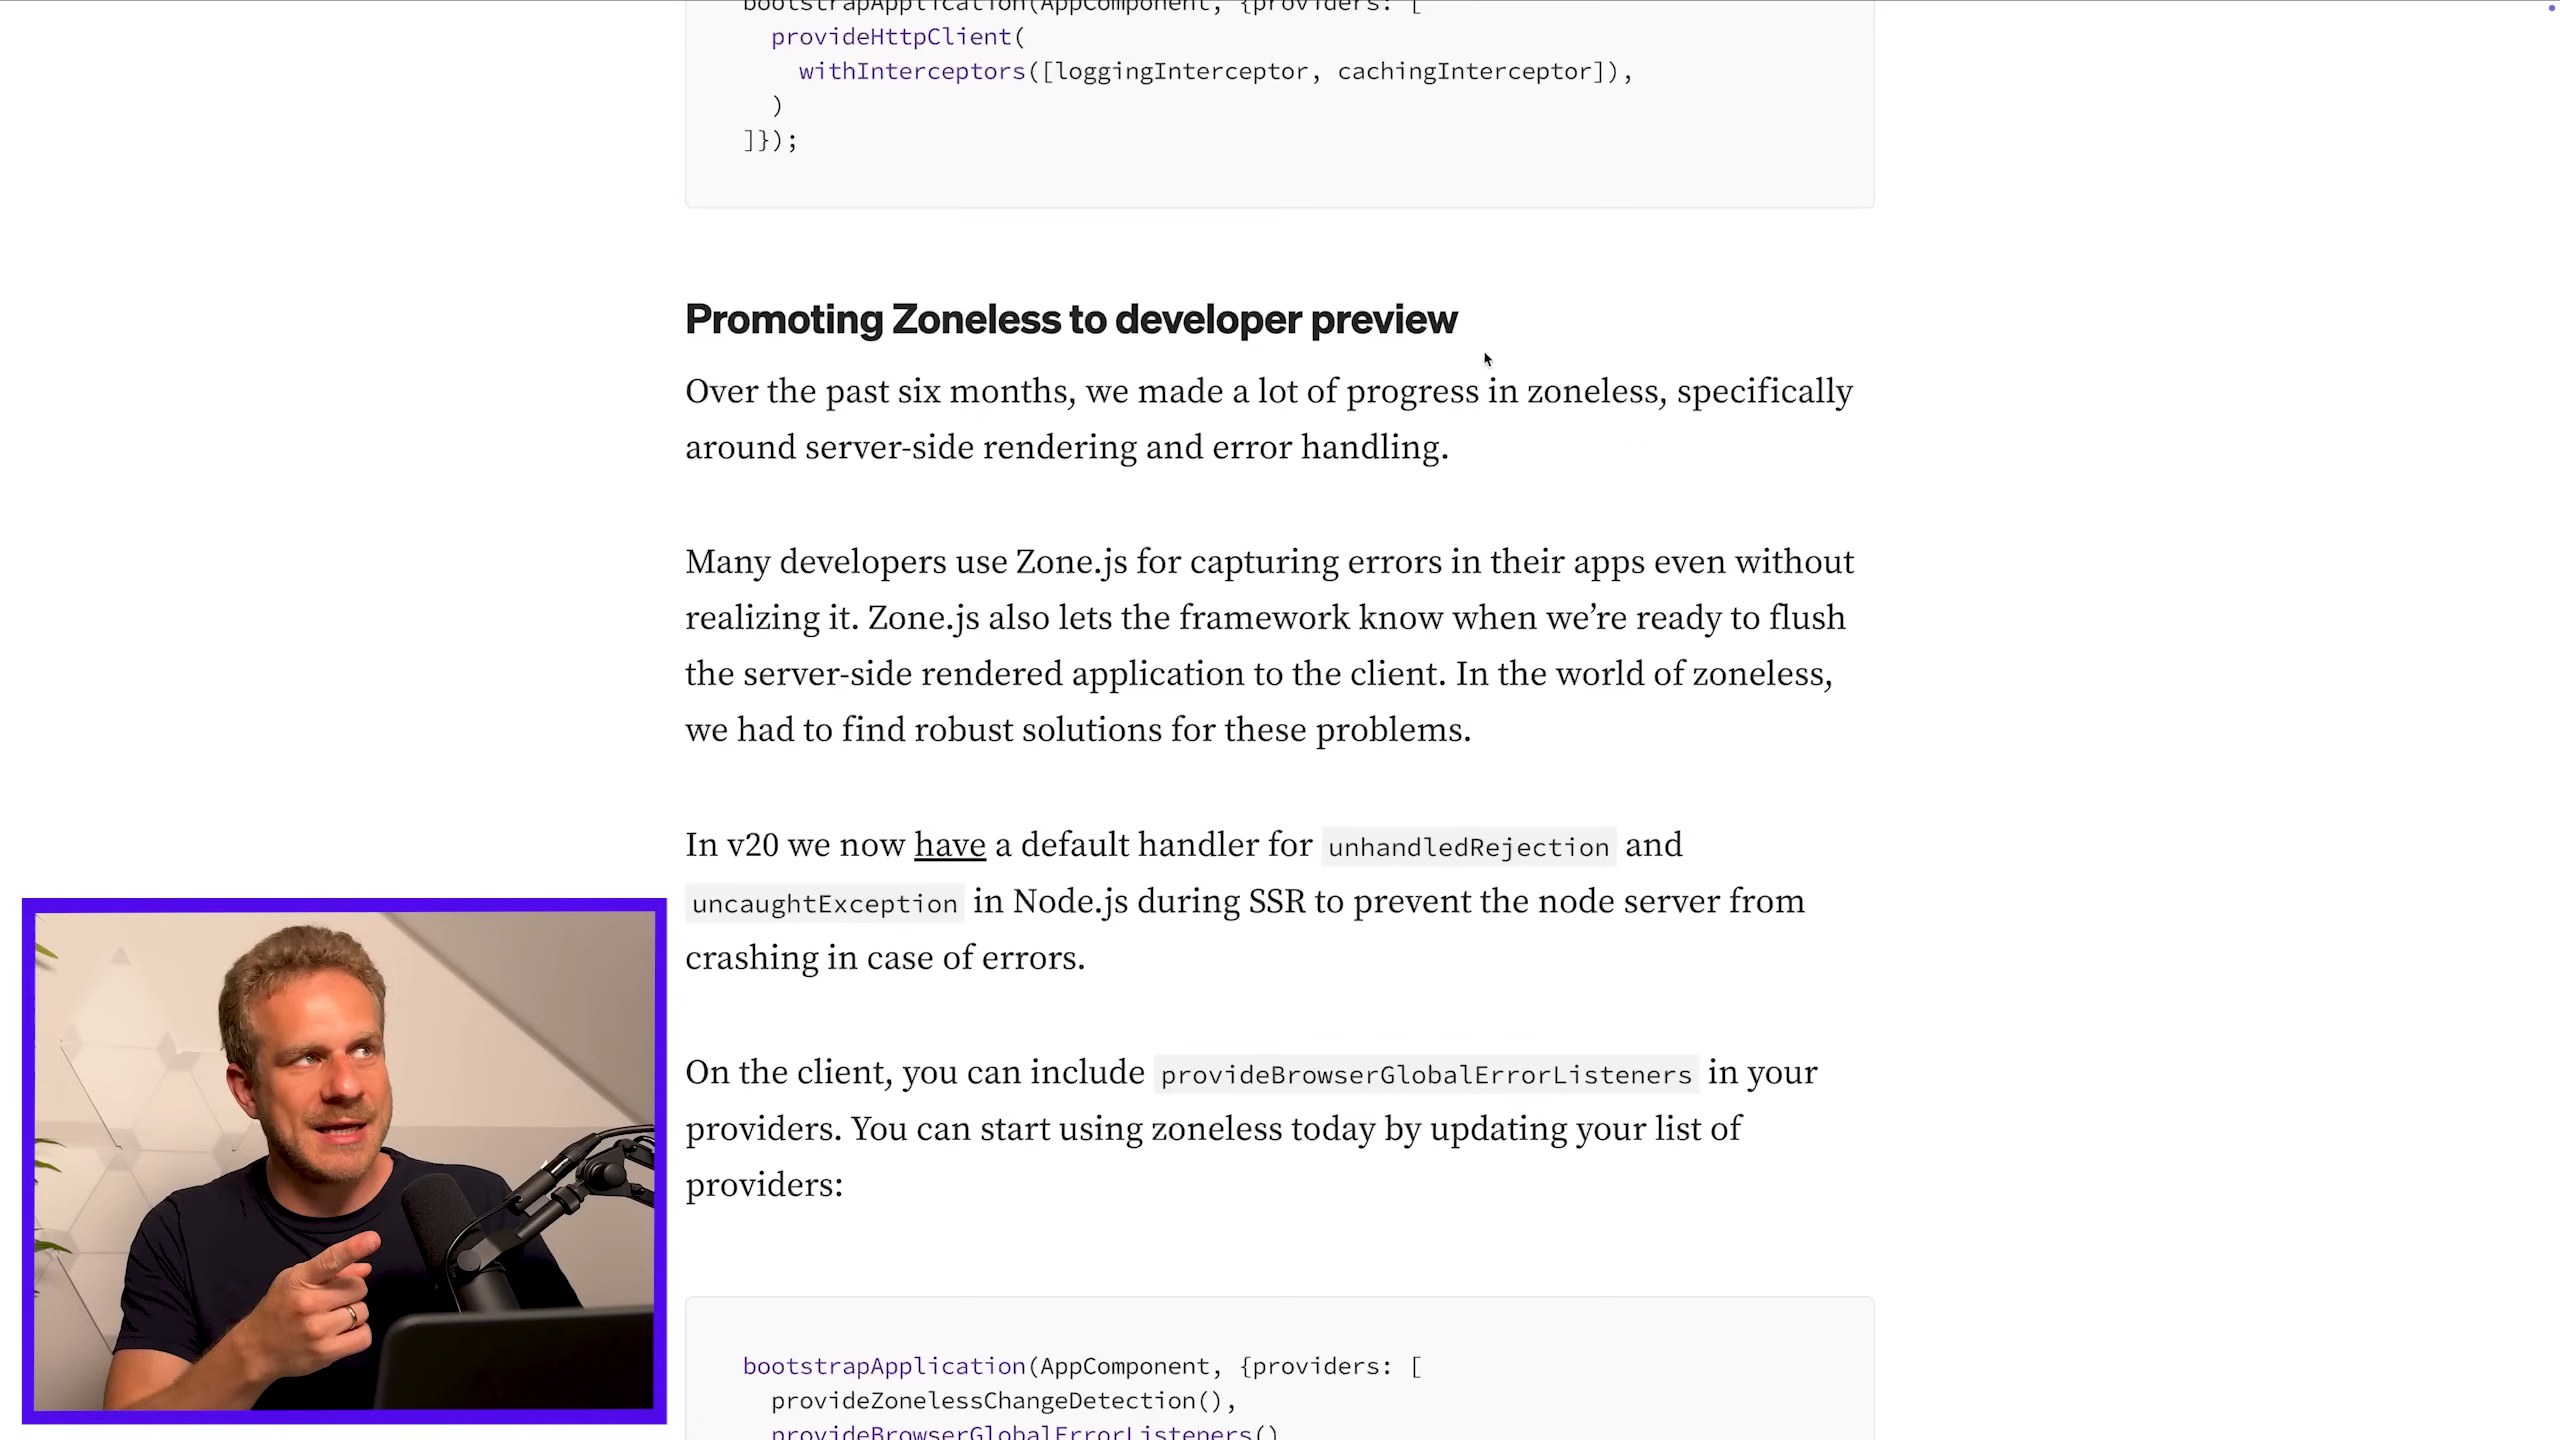 bootstrapApplication(AppComponent, {providers: [
provideHttpClient(
withInterceptors([loggingInterceptor, cachingInterceptor]),
)
]});
Promoting Zoneless to developer preview
Over the past six months, we made a lot of progress in zoneless, specifically
around server-side rendering and error handling.
Many developers use Zone.js for capturing errors in their apps even without
realizing it. Zone.js also lets the framework know when we’re ready to flush
the server-side rendered application to the client. In the world of zoneless,
we had to find robust solutions for these problems.
In v20 we now have a default handler for unhandledRejection and
uncaughtException in Node.js during SSR to prevent the node server from
crashing in case of errors.
On the client, you can include provideBrowserGlobalErrorListeners in your
providers. You can start using zoneless today by updating your list of
providers:
bootstrapApplication(AppComponent, {providers: [
provideZonelessChangeDetection(),
provideBrowserGlobalErrorListeners()